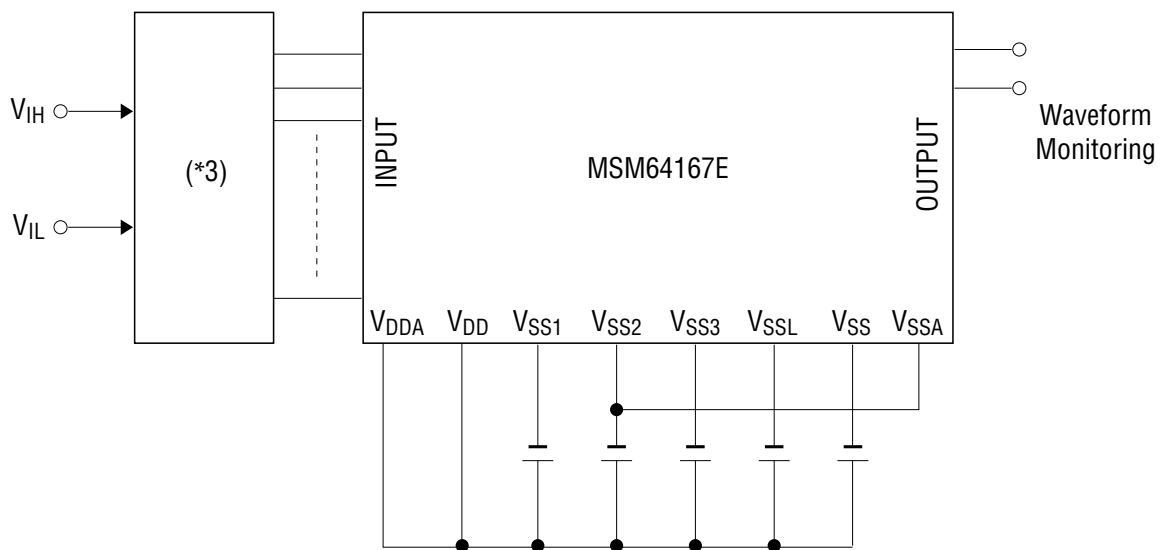 V_IH
V_IL
(*3)
INPUT
MSM64167E
OUTPUT
Waveform
Monitoring
V_DDA V_DD V_SS1 V_SS2 V_SS3 V_SSL V_SS V_SSA